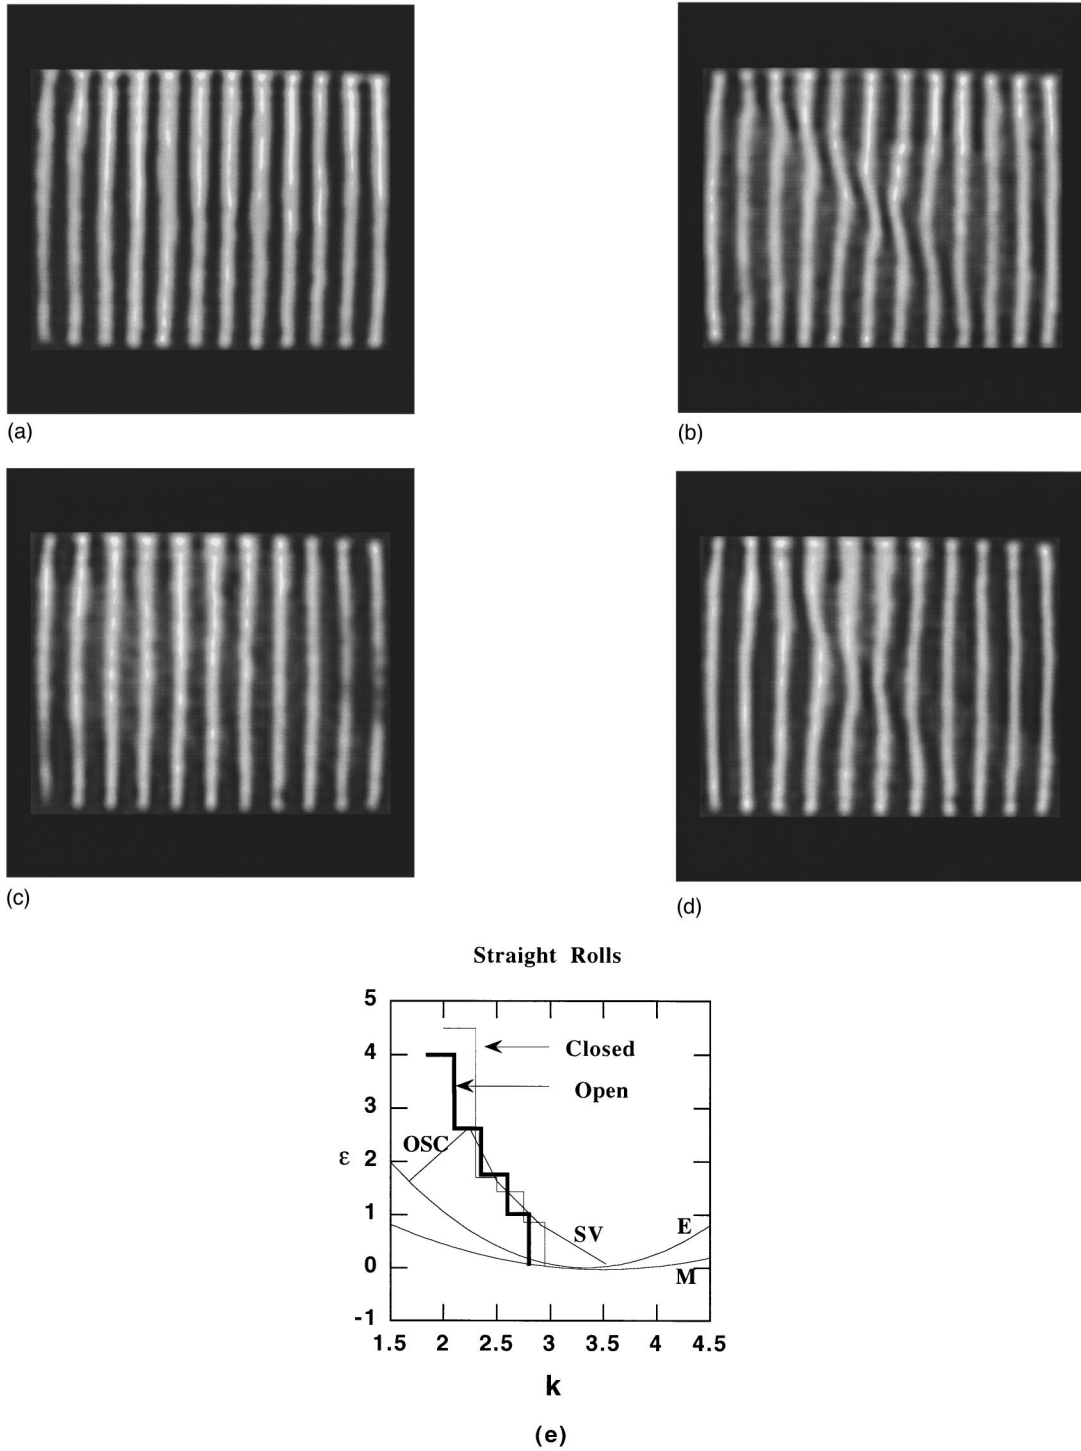 (a)
(b)
(c)
(d)
Straight Rolls
5
4
3
2
1
0
-1
ε
Closed
Open
OSC
SV
E
M
1.5 2 2.5 3 3.5 4 4.5
k
(e)